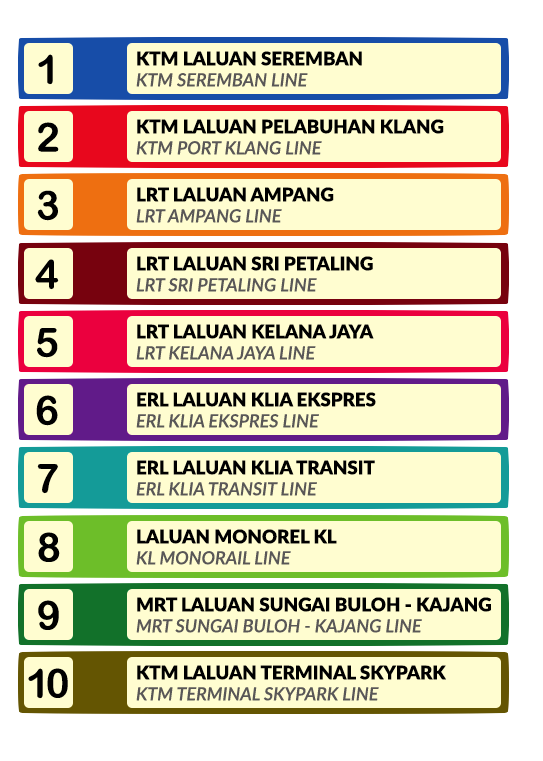 1
KTM LALUAN SEREMBAN
KTM SEREMBAN LINE
2
KTM LALUAN PELABUHAN KLANG
KTM PORT KLANG LINE
3
LRT LALUAN AMPANG
LRT AMPANG LINE
4
LRT LALUAN SRI PETALING
LRT SRI PETALING LINE
5
LRT LALUAN KELANA JAYA
LRT KELANA JAYA LINE
6
ERL LALUAN KLIA EKSPRES
ERL KLIA EKSPRES LINE
7
ERL LALUAN KLIA TRANSIT
ERL KLIA TRANSIT LINE
8
LALUAN MONOREL KL
KL MONORAIL LINE
9
MRT LALUAN SUNGAI BULOH - KAJANG
MRT SUNGAI BULOH - KAJANG LINE
10
KTM LALUAN TERMINAL SKYPARK
KTM TERMINAL SKYPARK LINE